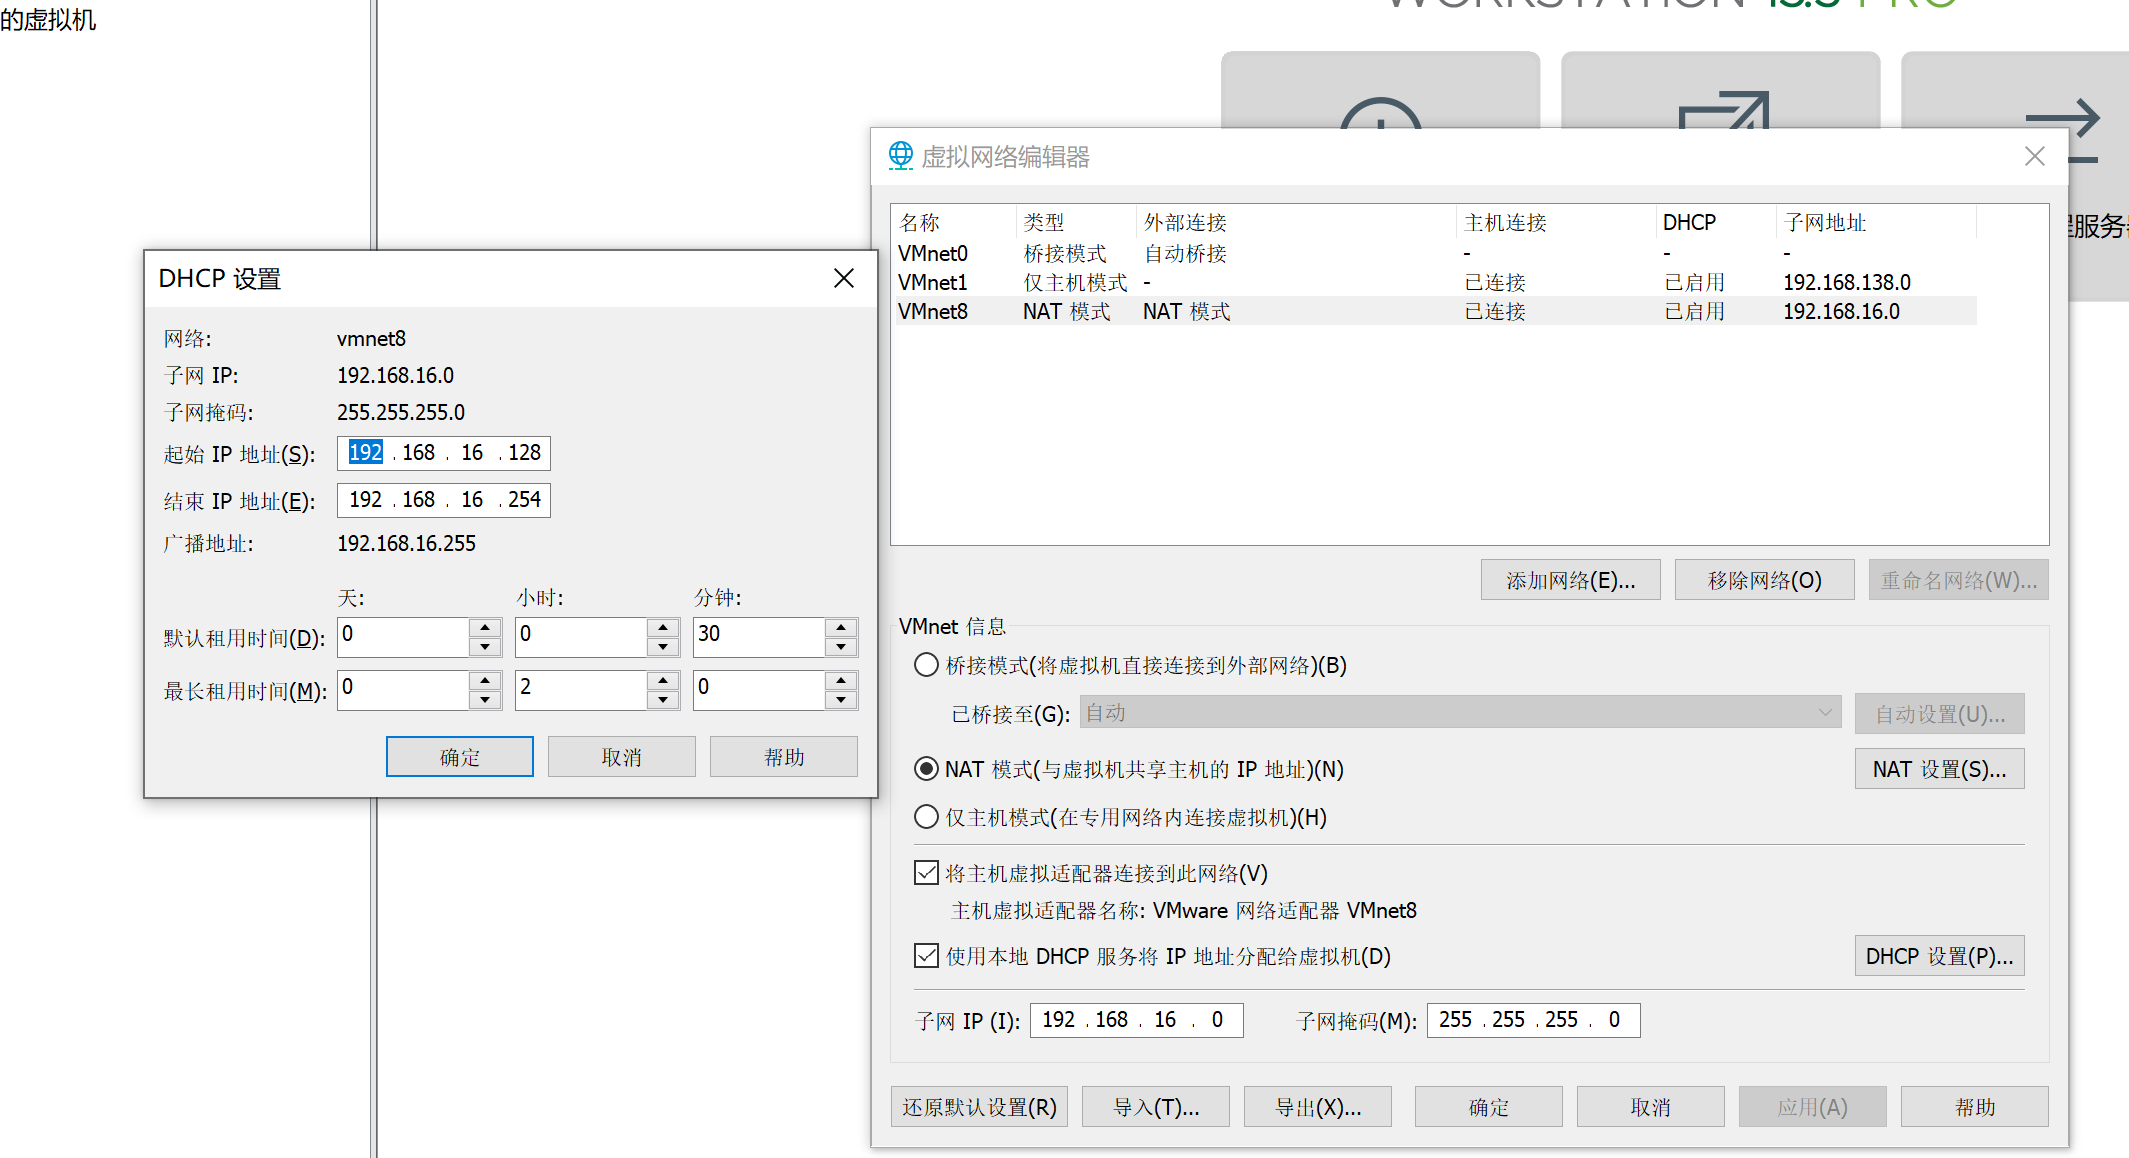 的虚拟机
WORKSTATION 15.5 PRO
程服务器
虚拟网络编辑器
名称 类型 外部连接 主机连接 DHCP 子网地址
VMnet0 桥接模式 自动桥接 - - -
VMnet1 仅主机模式 - 已连接 已启用 192.168.138.0
VMnet8 NAT 模式 NAT 模式 已连接 已启用 192.168.16.0
添加网络(E)... 移除网络(O) 重命名网络(W)...
VMnet 信息
桥接模式(将虚拟机直接连接到外部网络)(B)
已桥接至(G): 自动 自动设置(U)...
NAT 模式(与虚拟机共享主机的 IP 地址)(N) NAT 设置(S)...
仅主机模式(在专用网络内连接虚拟机)(H)
将主机虚拟适配器连接到此网络(V)
主机虚拟适配器名称: VMware 网络适配器 VMnet8
使用本地 DHCP 服务将 IP 地址分配给虚拟机(D) DHCP 设置(P)...
子网 IP (I): 192 . 168 . 16 . 0 子网掩码(M): 255 . 255 . 255 . 0
还原默认设置(R) 导入(T)... 导出(X)... 确定 取消 应用(A) 帮助
DHCP 设置
网络: vmnet8
子网 IP: 192.168.16.0
子网掩码: 255.255.255.0
起始 IP 地址(S): 192 . 168 . 16 . 128
结束 IP 地址(E): 192 . 168 . 16 . 254
广播地址: 192.168.16.255
天: 小时: 分钟:
默认租用时间(D): 0 0 30
最长租用时间(M): 0 2 0
确定 取消 帮助